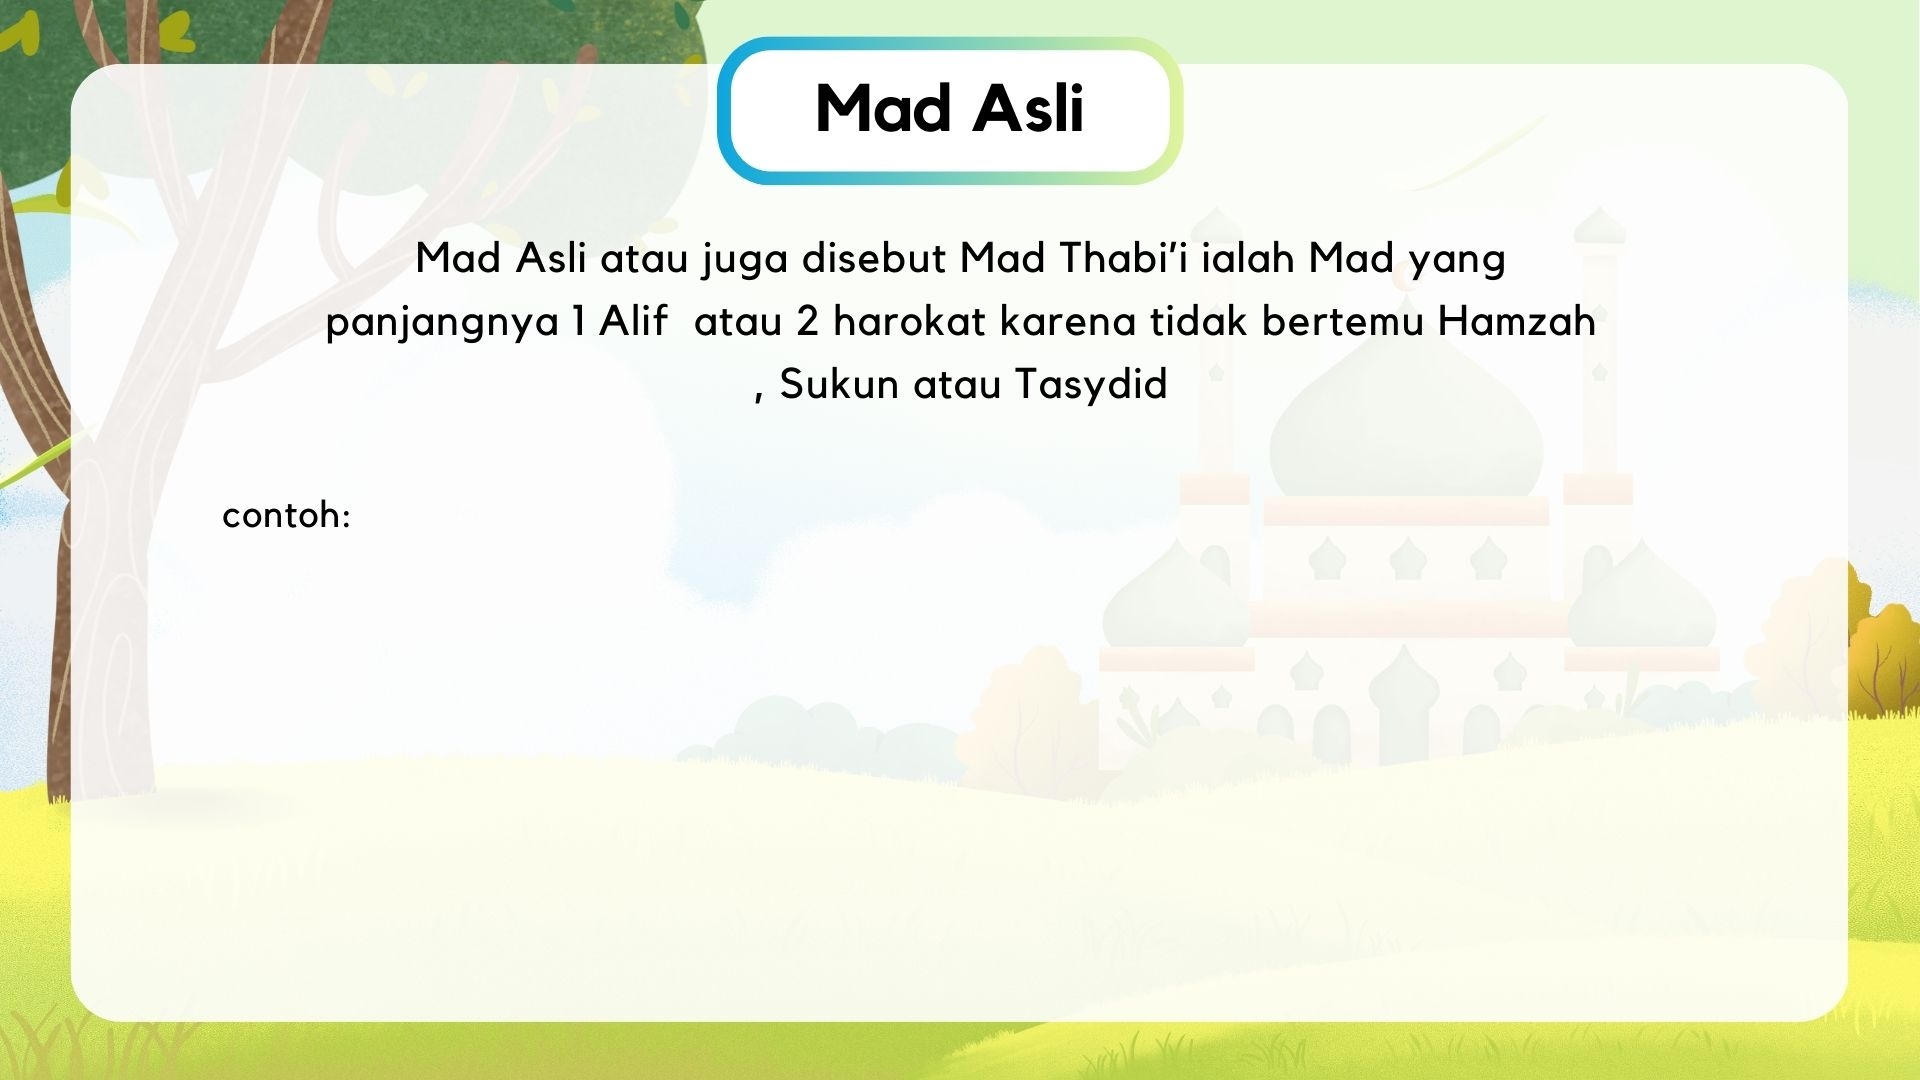 Mad Asli
Mad Asli atau juga disebut Mad Thabi’i ialah Mad yang
panjangnya 1 Alif  atau 2 harokat karena tidak bertemu Hamzah
, Sukun atau Tasydid
contoh: